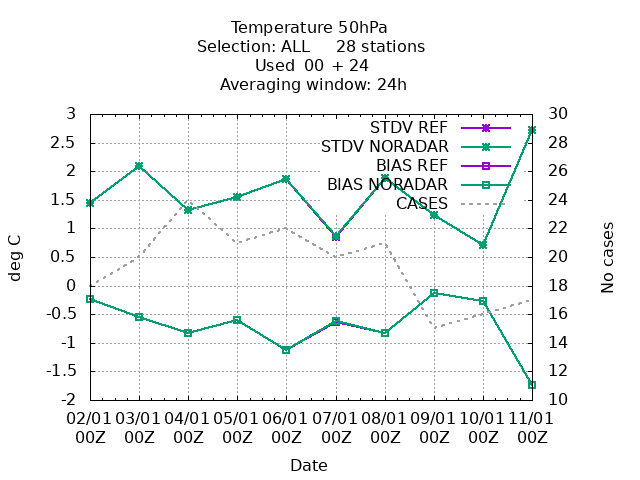 Temperature 50hPa
Selection: ALL 28 stations
Used 00 + 24
Averaging window: 24h
3 30
STDV REF
2.5 28
STDV NORADAR
2 26
BIAS REF
1.5 24
BIAS NORADAR
CASES
1 22
0.5 20
0 18
-0.5 16
-1 14
-1.5 12
-2 10
deg C
No cases
02/01 03/01 04/01 05/01 06/01 07/01 08/01 09/01 10/01 11/01
00Z 00Z 00Z 00Z 00Z 00Z 00Z 00Z 00Z 00Z
Date